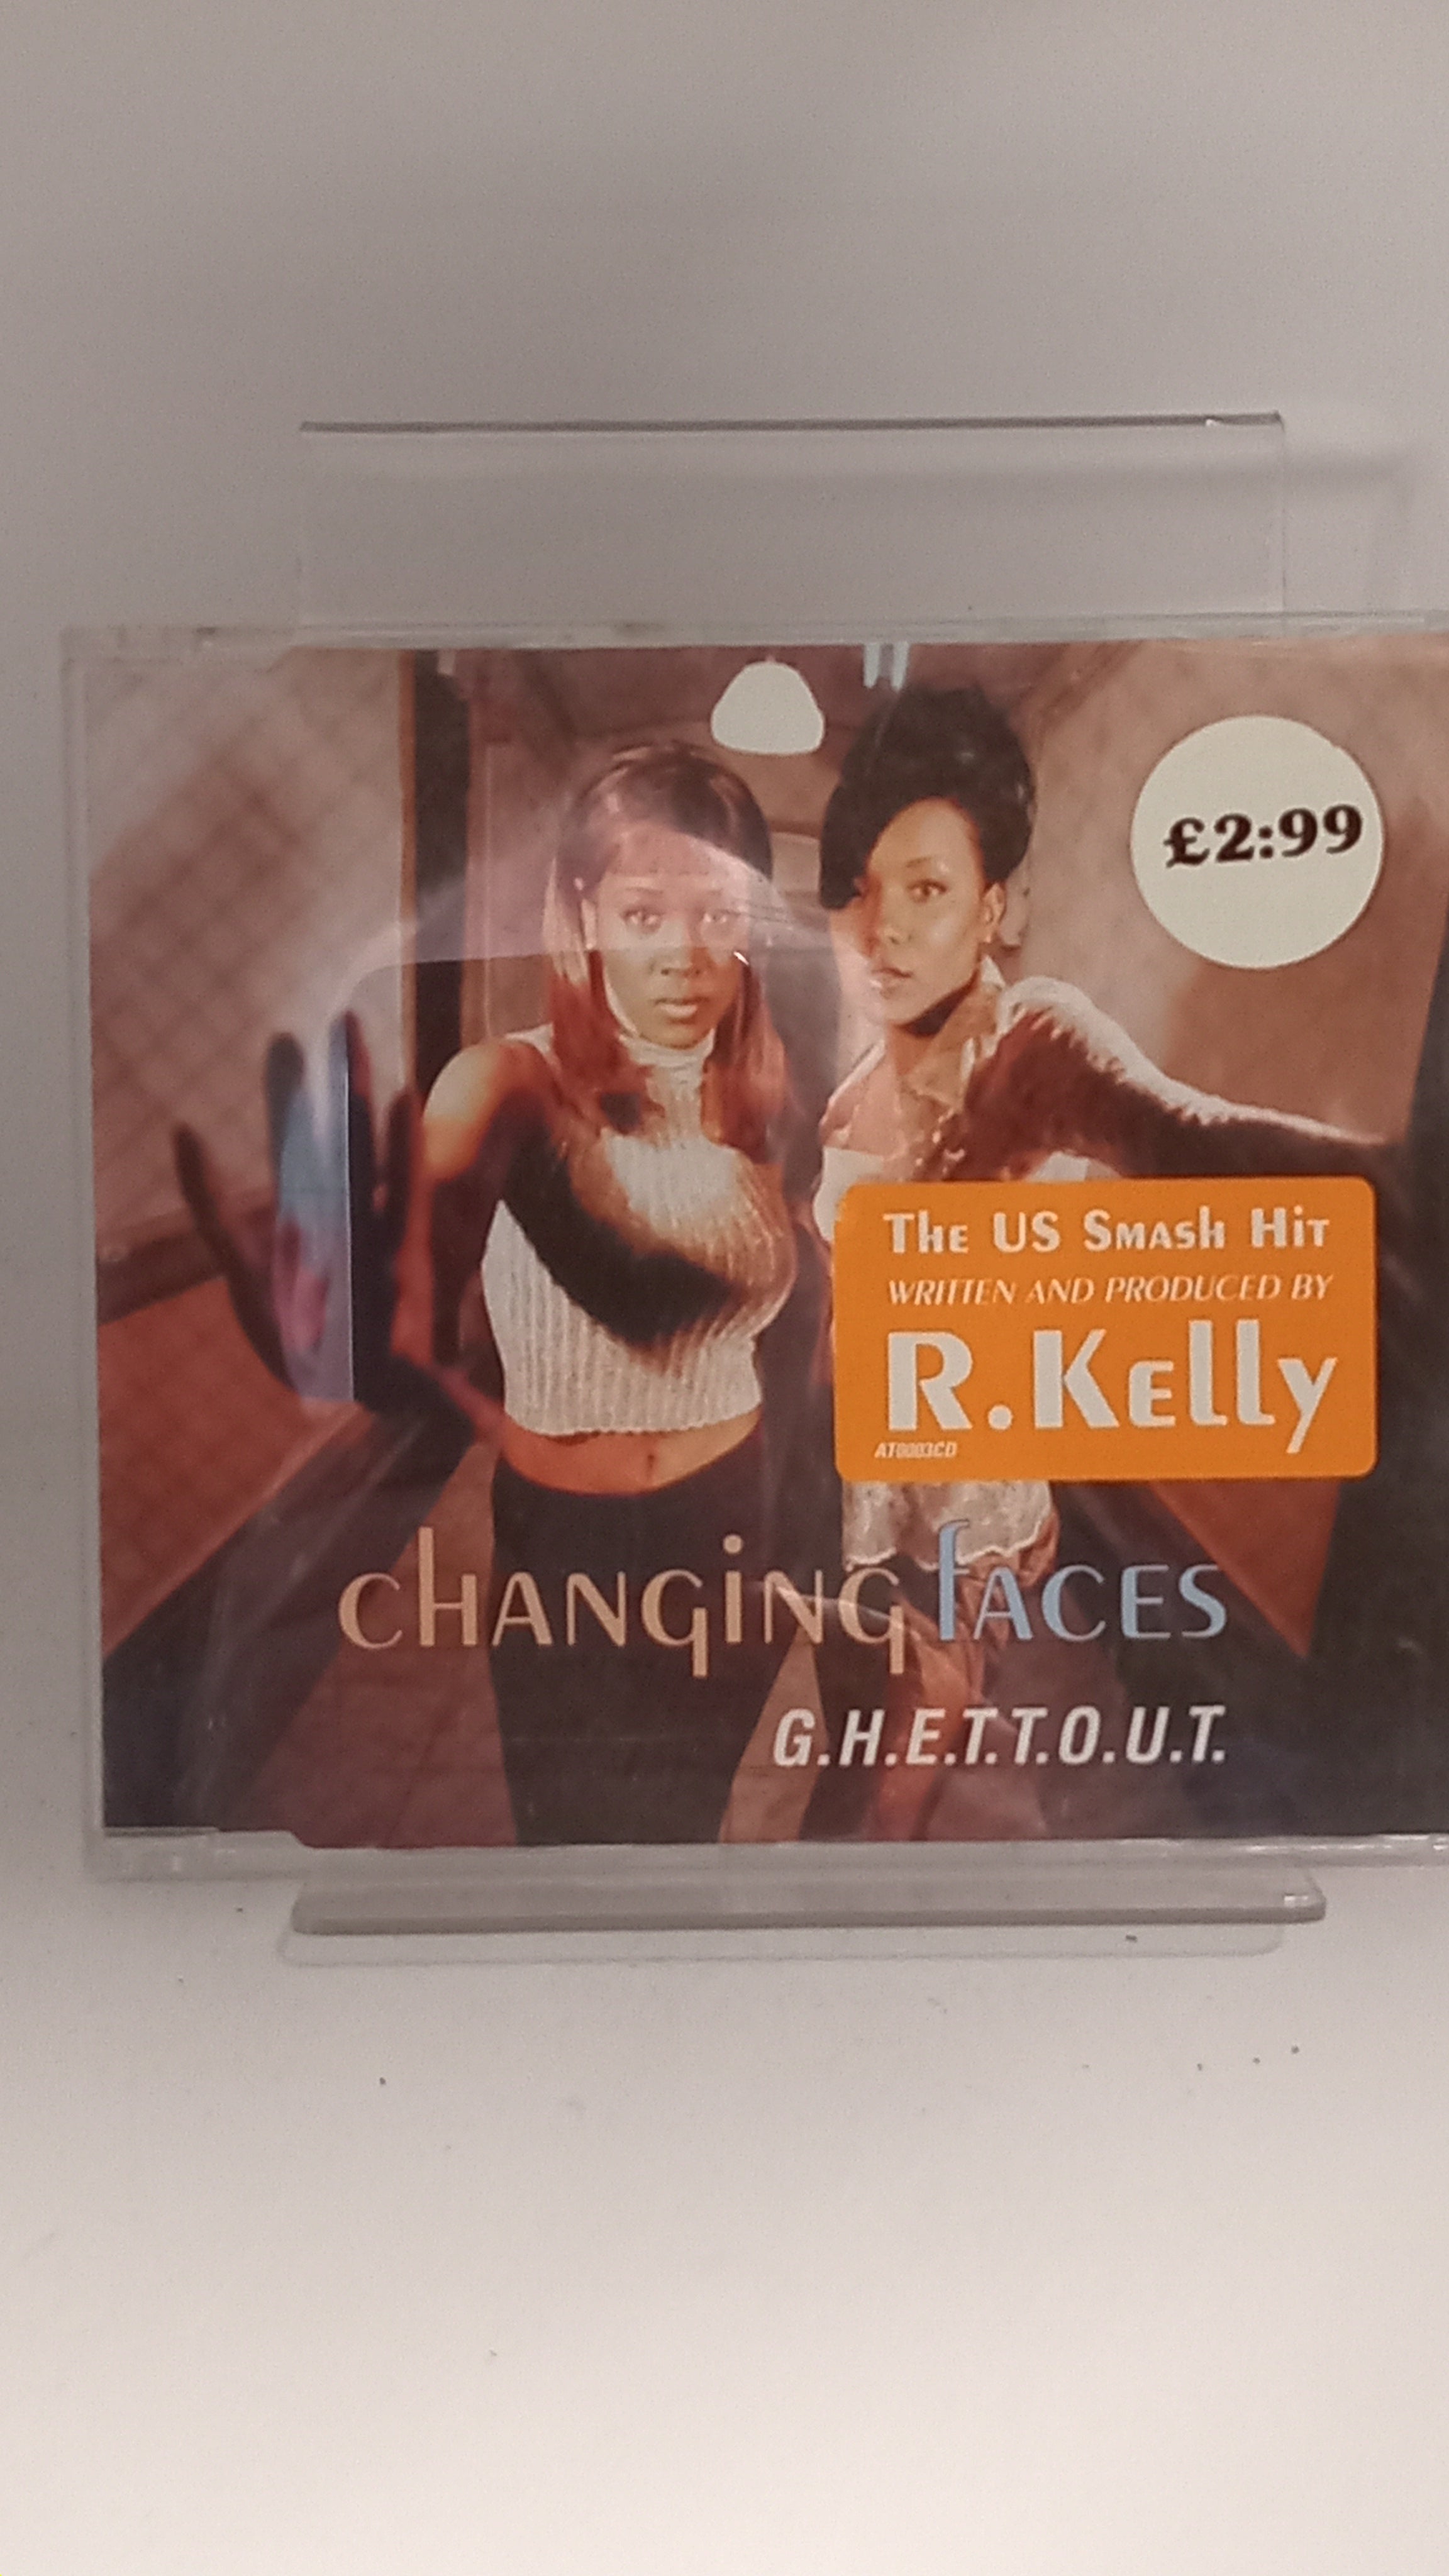 £2:99
The US Smash Hit
WRITTEN AND PRODUCED BY
R. Kelly
AT0003CD
changing faces
G.H.E.T.T.O.U.T.